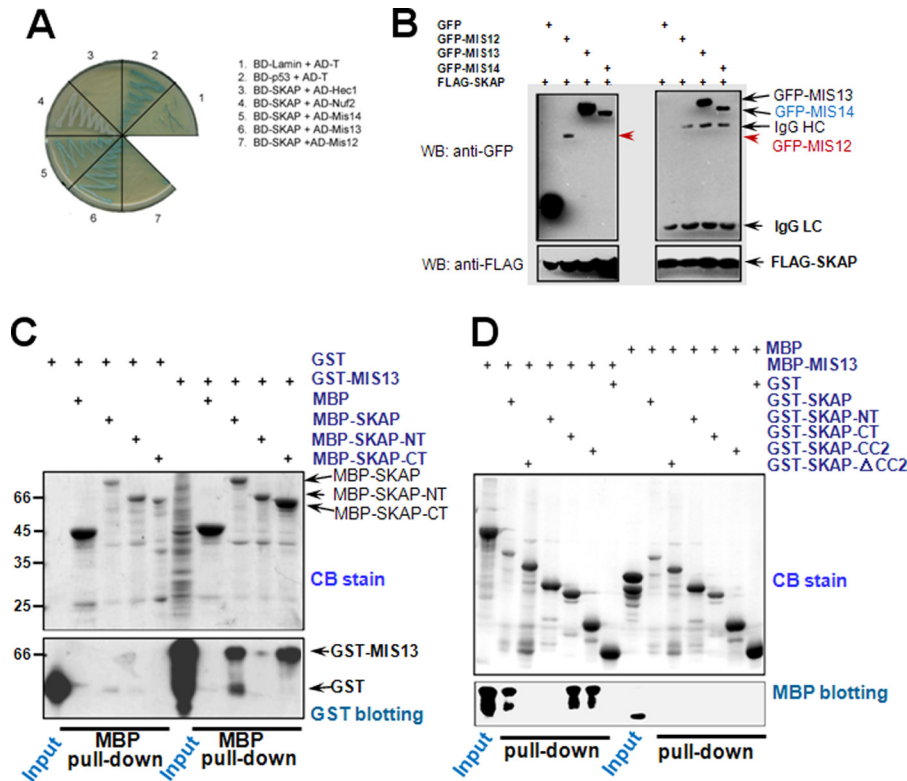 A
3
2
4
1
5
6
7
1. BD-Lamin + AD-T
2. BD-p53 + AD-T
3. BD-SKAP + AD-Hec1
4. BD-SKAP + AD-Nuf2
5. BD-SKAP + AD-Mis14
6. BD-SKAP + AD-Mis13
7. BD-SKAP +AD-Mis12
B
GFP + +
GFP-MIS12 + +
GFP-MIS13 + +
GFP-MIS14 + +
FLAG-SKAP + + + + + + + +
WB: anti-GFP
GFP-MIS13
GFP-MIS14
IgG HC
GFP-MIS12
IgG LC
WB: anti-FLAG
FLAG-SKAP
C
+ + + + + GST
+ + + + + GST-MIS13
+ + MBP
+ + MBP-SKAP
+ + MBP-SKAP-NT
+ + MBP-SKAP-CT
MBP-SKAP
MBP-SKAP-NT
MBP-SKAP-CT
66
45
35
25
CB stain
66
GST-MIS13
GST
GST blotting
Input
MBP
pull-down
Input
MBP
pull-down
D
+ + + + + + + MBP
+ + + + + + + MBP-MIS13
+ + GST
+ + GST-SKAP
+ + GST-SKAP-NT
+ + GST-SKAP-CT
+ + GST-SKAP-CC2
+ + GST-SKAP-ΔCC2
CB stain
MBP blotting
Input
pull-down
Input
pull-down